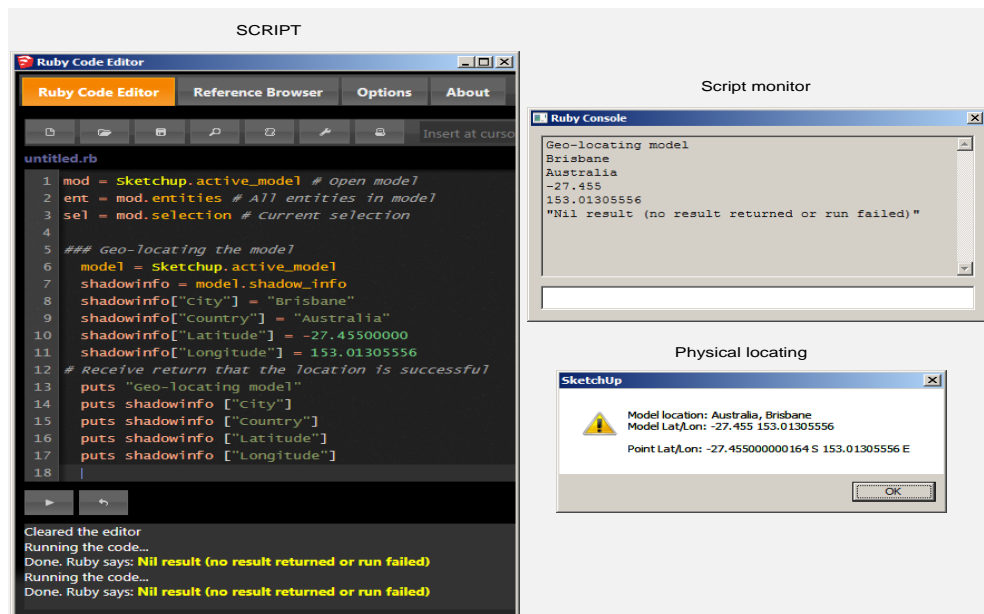 SCRIPT
Ruby Code Editor
Ruby Code Editor Reference Browser Options About
Insert at curso
untitled.rb
1 mod = Sketchup.active_model # Open model
2 ent = mod.entities # All entities in model
3 sel = mod.selection # Current selection
4
5 ### Geo-locating the model
6 model = Sketchup.active_model
7 shadowinfo = model.shadow_info
8 shadowinfo["City"] = "Brisbane"
9 shadowinfo["Country"] = "Australia"
10 shadowinfo["Latitude"] = -27.45500000
11 shadowinfo["Longitude"] = 153.01305556
12 # Receive return that the location is successful
13 puts "Geo-locating model"
14 puts shadowinfo ["City"]
15 puts shadowinfo ["Country"]
16 puts shadowinfo ["Latitude"]
17 puts shadowinfo ["Longitude"]
18
Cleared the editor
Running the code...
Done. Ruby says: Nil result (no result returned or run failed)
Running the code...
Done. Ruby says: Nil result (no result returned or run failed)
Script monitor
Ruby Console
Geo-locating model
Brisbane
Australia
-27.455
153.01305556
"Nil result (no result returned or run failed)"
Physical locating
SketchUp
Model location: Australia, Brisbane
Model Lat/Lon: -27.455 153.01305556
Point Lat/Lon: -27.455000000164 S 153.01305556 E
OK